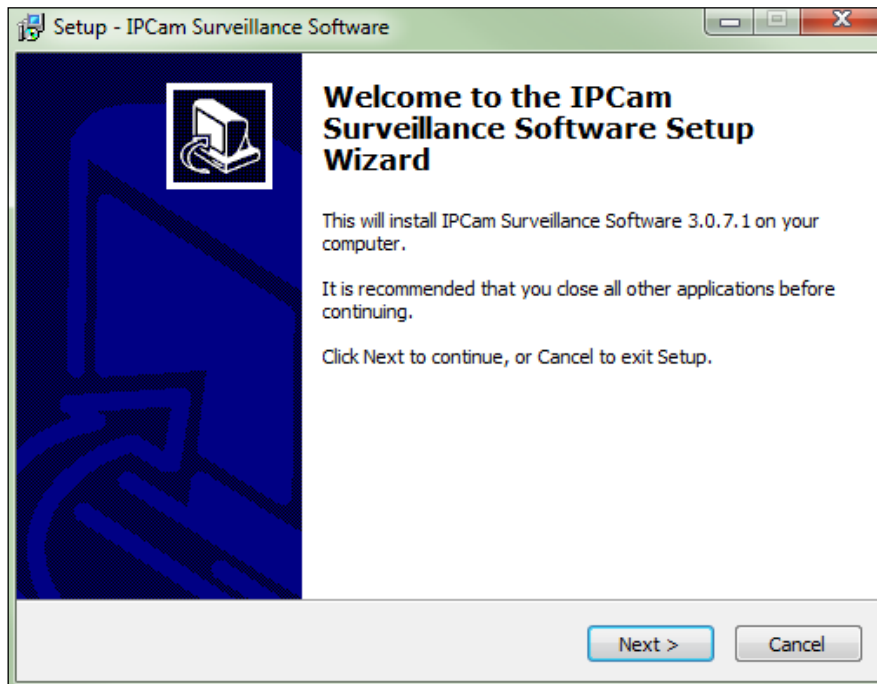 Setup - IPCam Surveillance Software
Welcome to the IPCam
Surveillance Software Setup
Wizard
This will install IPCam Surveillance Software 3.0.7.1 on your
computer.
It is recommended that you close all other applications before
continuing.
Click Next to continue, or Cancel to exit Setup.
Next >
Cancel